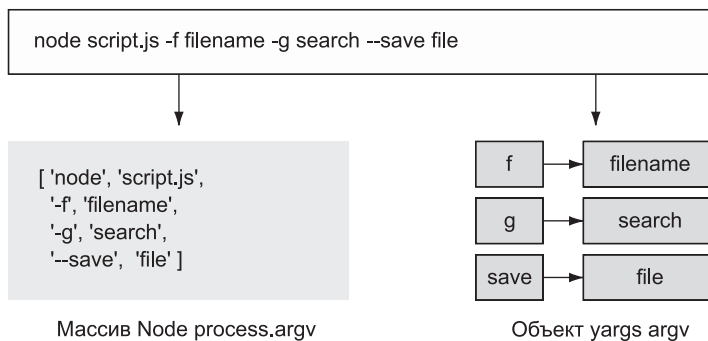 node script.js -f filename -g search --save file
[ 'node', 'script.js',
'-f', 'filename',
'-g', 'search',
'--save', 'file' ]
f
filename
g
search
save
file
Массив Node process.argv
Объект yargs argv